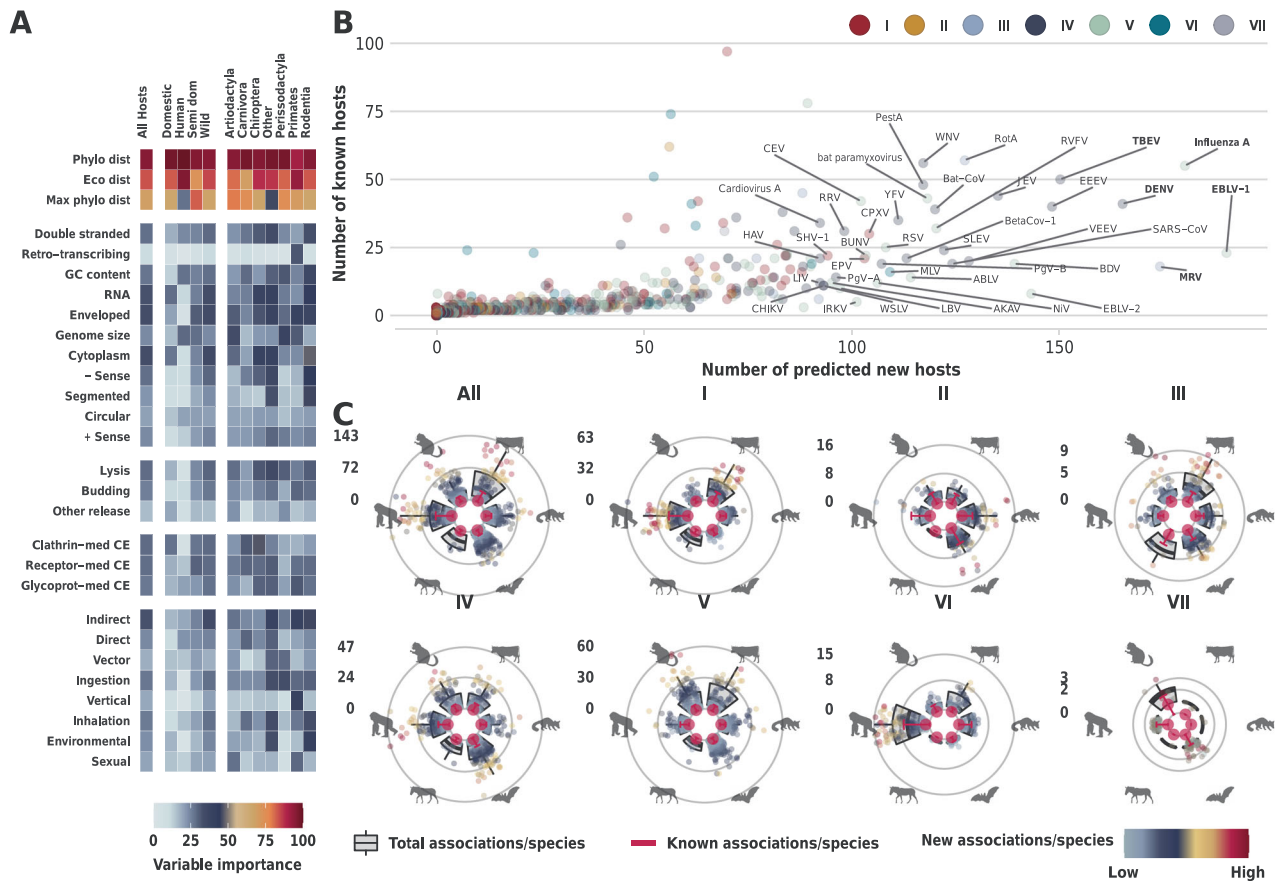 A
All Hosts
Domestic
Human
Semi dom
Wild
Artiodactyla
Carnivora
Chiroptera
Other
Perissodactyla
Primates
Rodentia
Phylo dist
Eco dist
Max phylo dist
Double stranded
Retro−transcribing
GC content
RNA
Enveloped
Genome size
Cytoplasm
− Sense
Segmented
Circular
+ Sense
Lysis
Budding
Other release
Clathrin−med CE
Receptor−med CE
Glycoprot−med CE
Indirect
Direct
Vector
Ingestion
Vertical
Inhalation
Environmental
Sexual
0 25 50 75 100
Variable importance
B
I II III IV V VI VII
Number of known hosts
100
75
50
25
0
PestA
WNV
RotA
RVFV
TBEV
Influenza A
CEV
bat paramyxovirus
Bat−CoV
JEV
EEEV
DENV
EBLV−1
Cardiovirus A
RRV
YFV
CPXV
BetaCov−1
VEEV
SARS−CoV
HAV
SHV−1
BUNV
RSV
SLEV
EPV
PgV−A
MLV
ABLV
PgV−B
BDV
MRV
LIV
CHIKV
IRKV
WSLV
LBV
AKAV
NiV
EBLV−2
0 50 100 150
Number of predicted new hosts
C
All
I
II
III
143
72
0
63
32
0
16
8
0
9
5
0
IV
V
VI
VII
47
24
0
60
30
0
15
8
0
3
2
0
Total associations/species
Known associations/species
New associations/species
Low
High